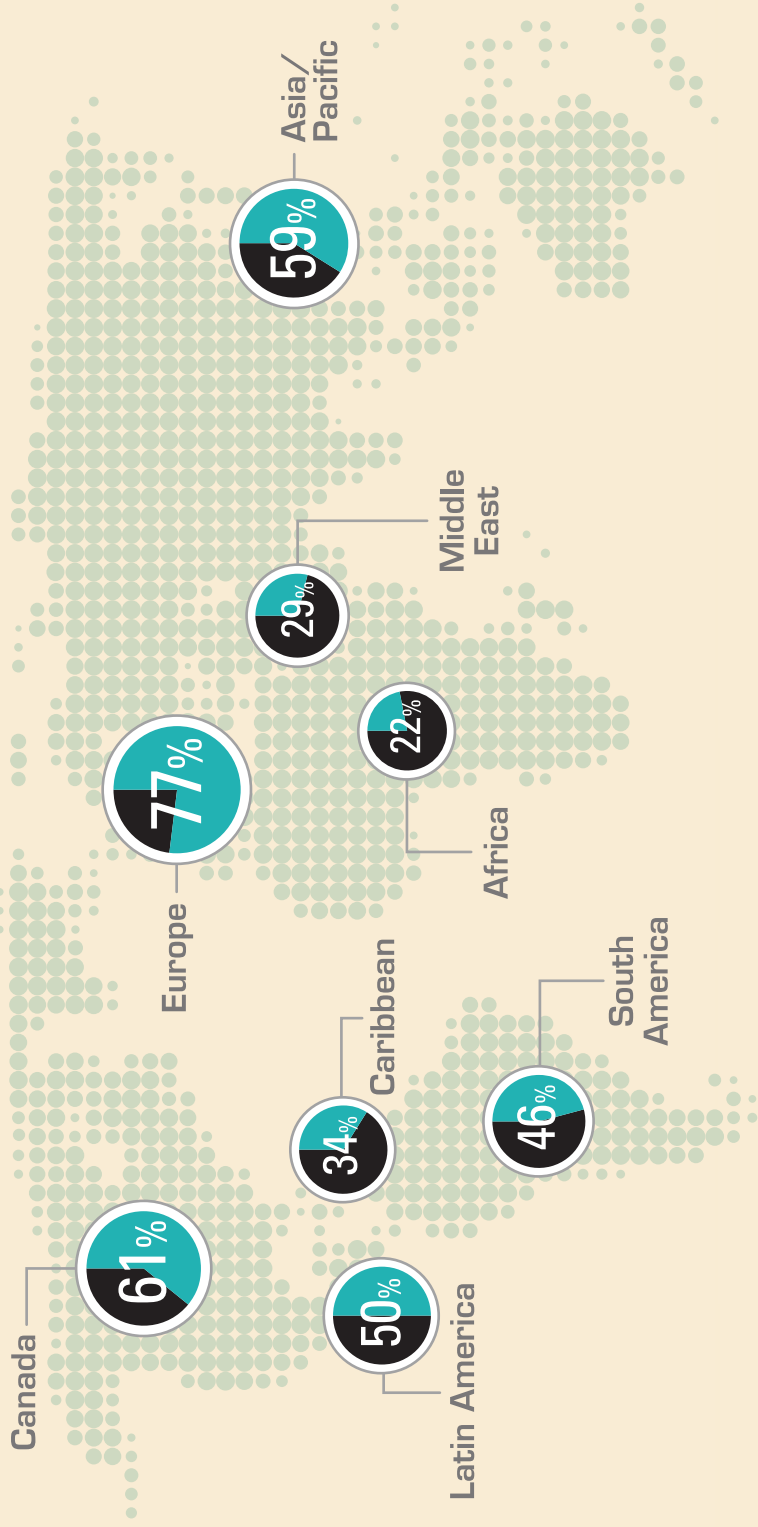 Canada
61%
Latin America
50%
Caribbean
34%
South
America
46%
Europe
77%
Africa
22%
Middle
East
29%
Asia/
Pacific
59%